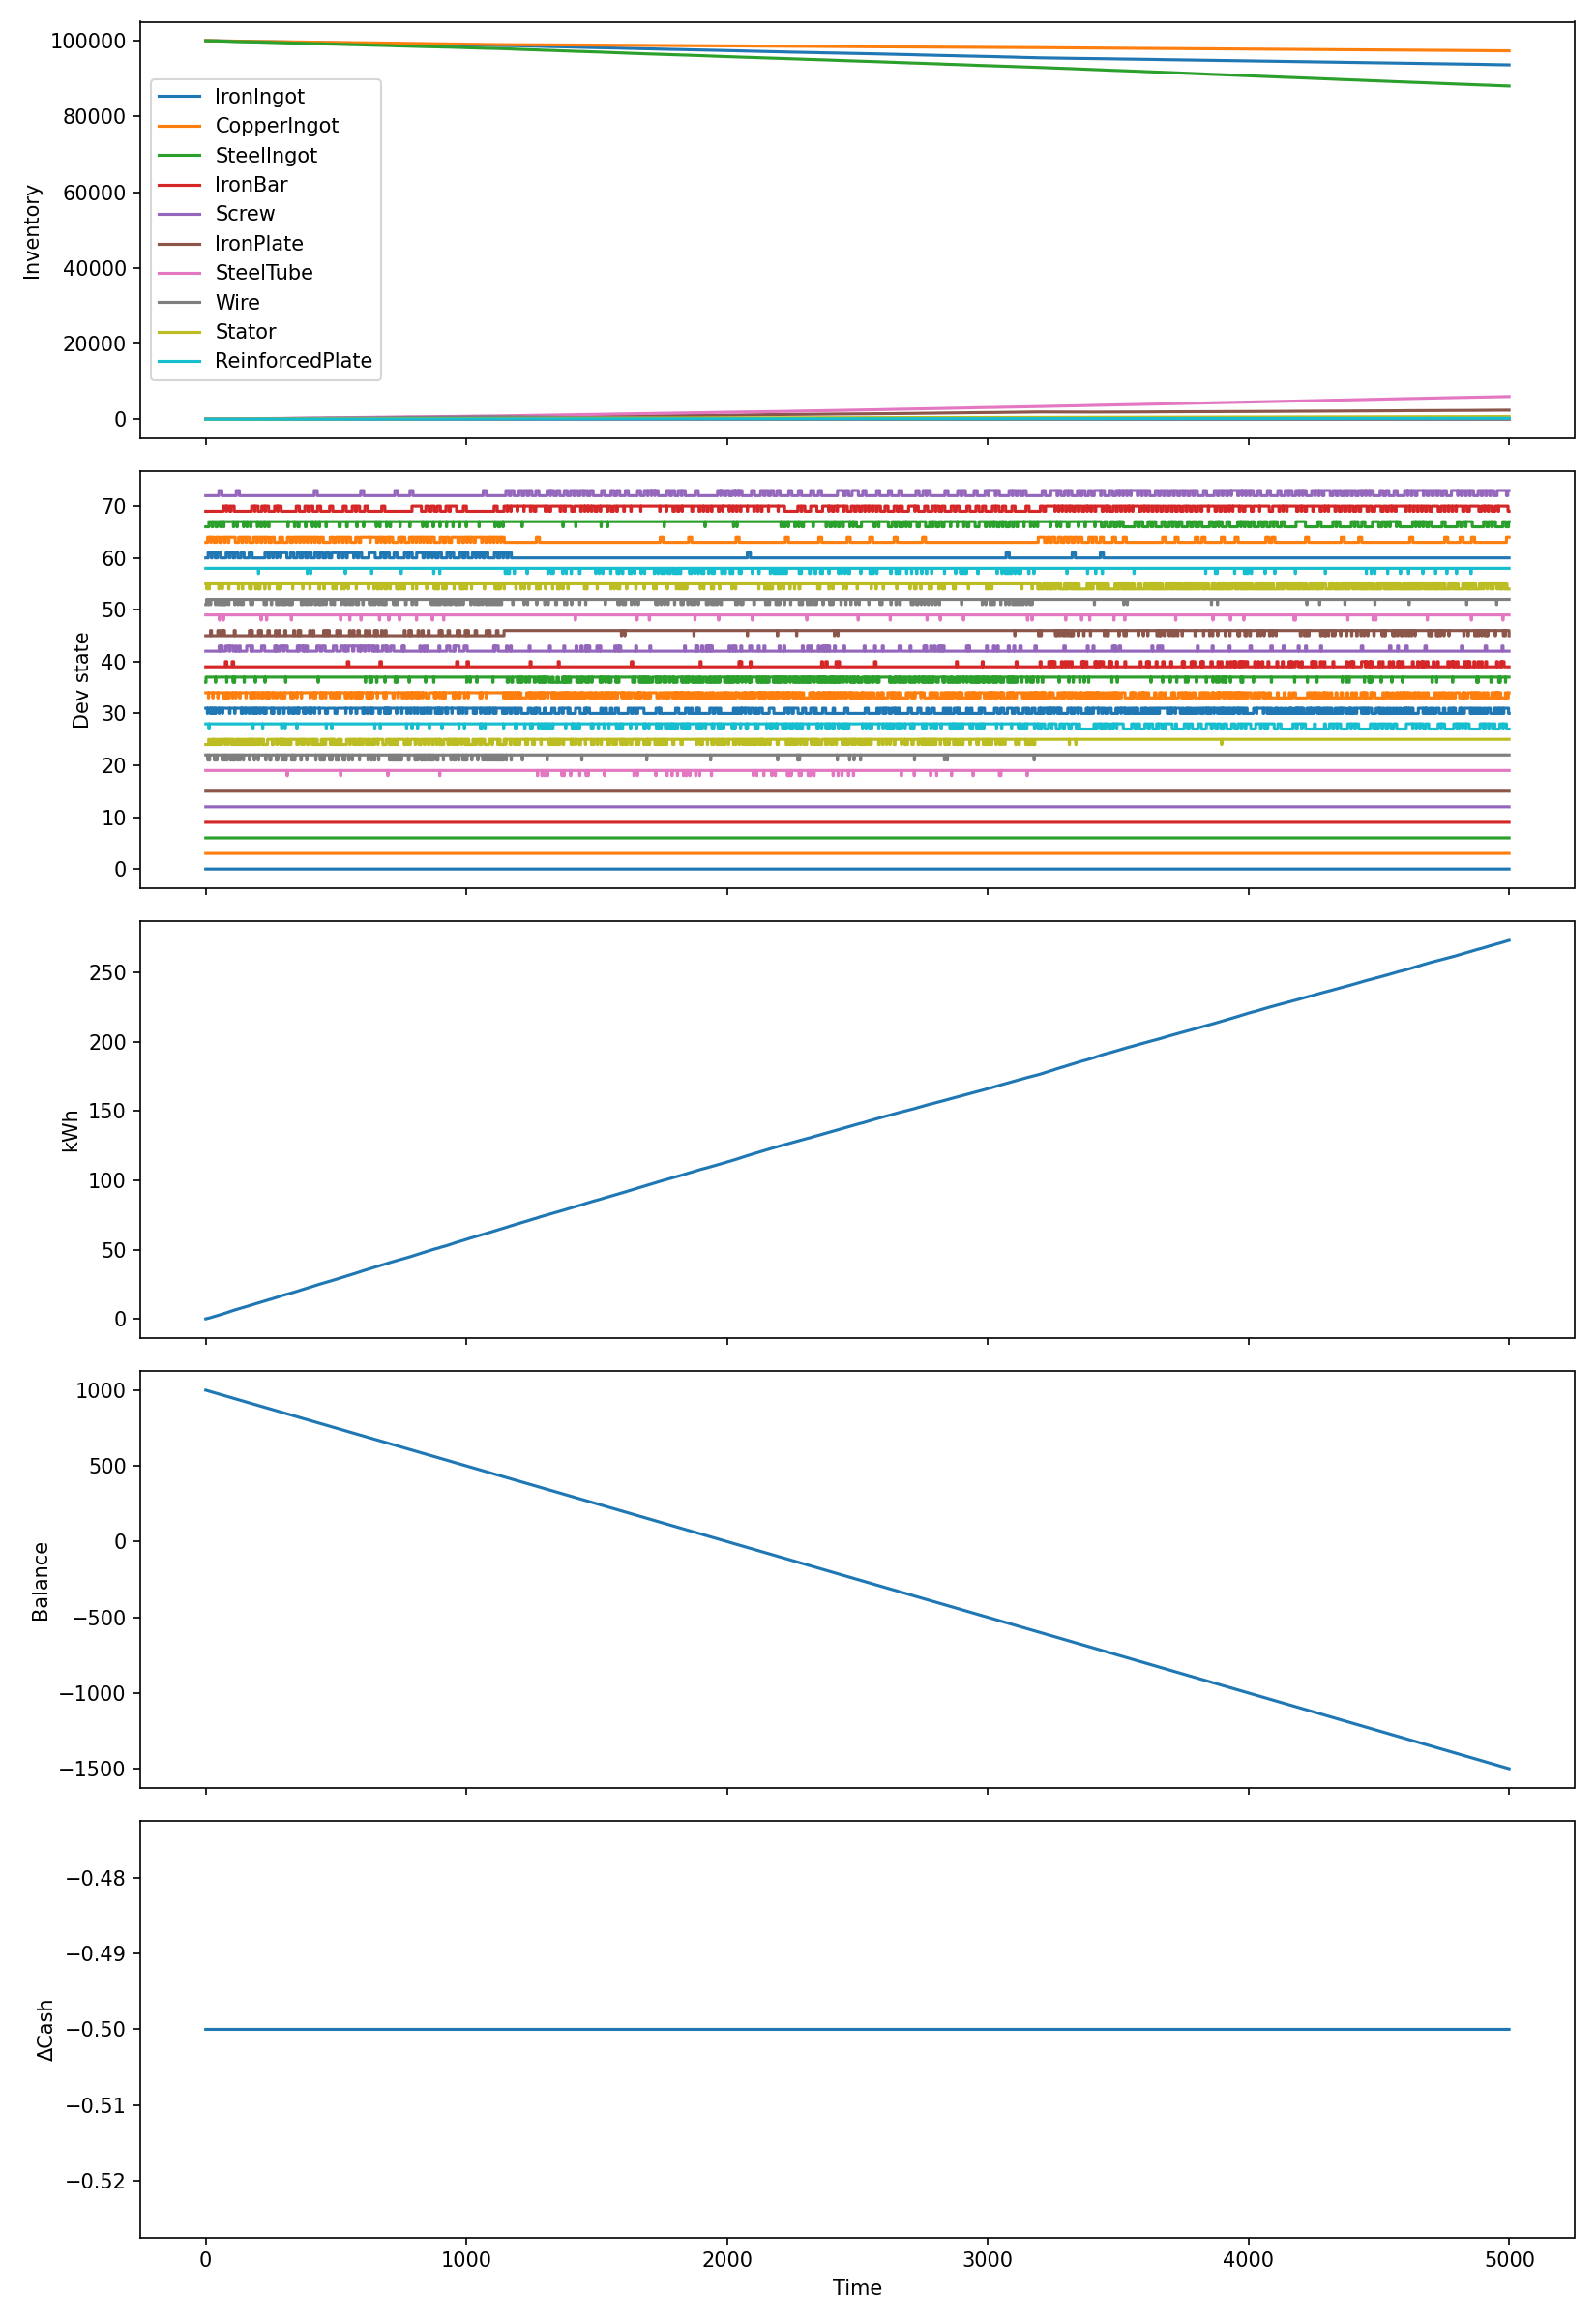 100000
80000
60000
40000
20000
0
Inventory
IronIngot
CopperIngot
SteelIngot
IronBar
Screw
IronPlate
SteelTube
Wire
Stator
ReinforcedPlate
70
60
50
40
30
20
10
0
Dev state
250
200
150
100
50
0
kWh
1000
500
0
−500
−1000
−1500
Balance
−0.48
−0.49
−0.50
−0.51
−0.52
ΔCash
0 1000 2000 3000 4000 5000
Time